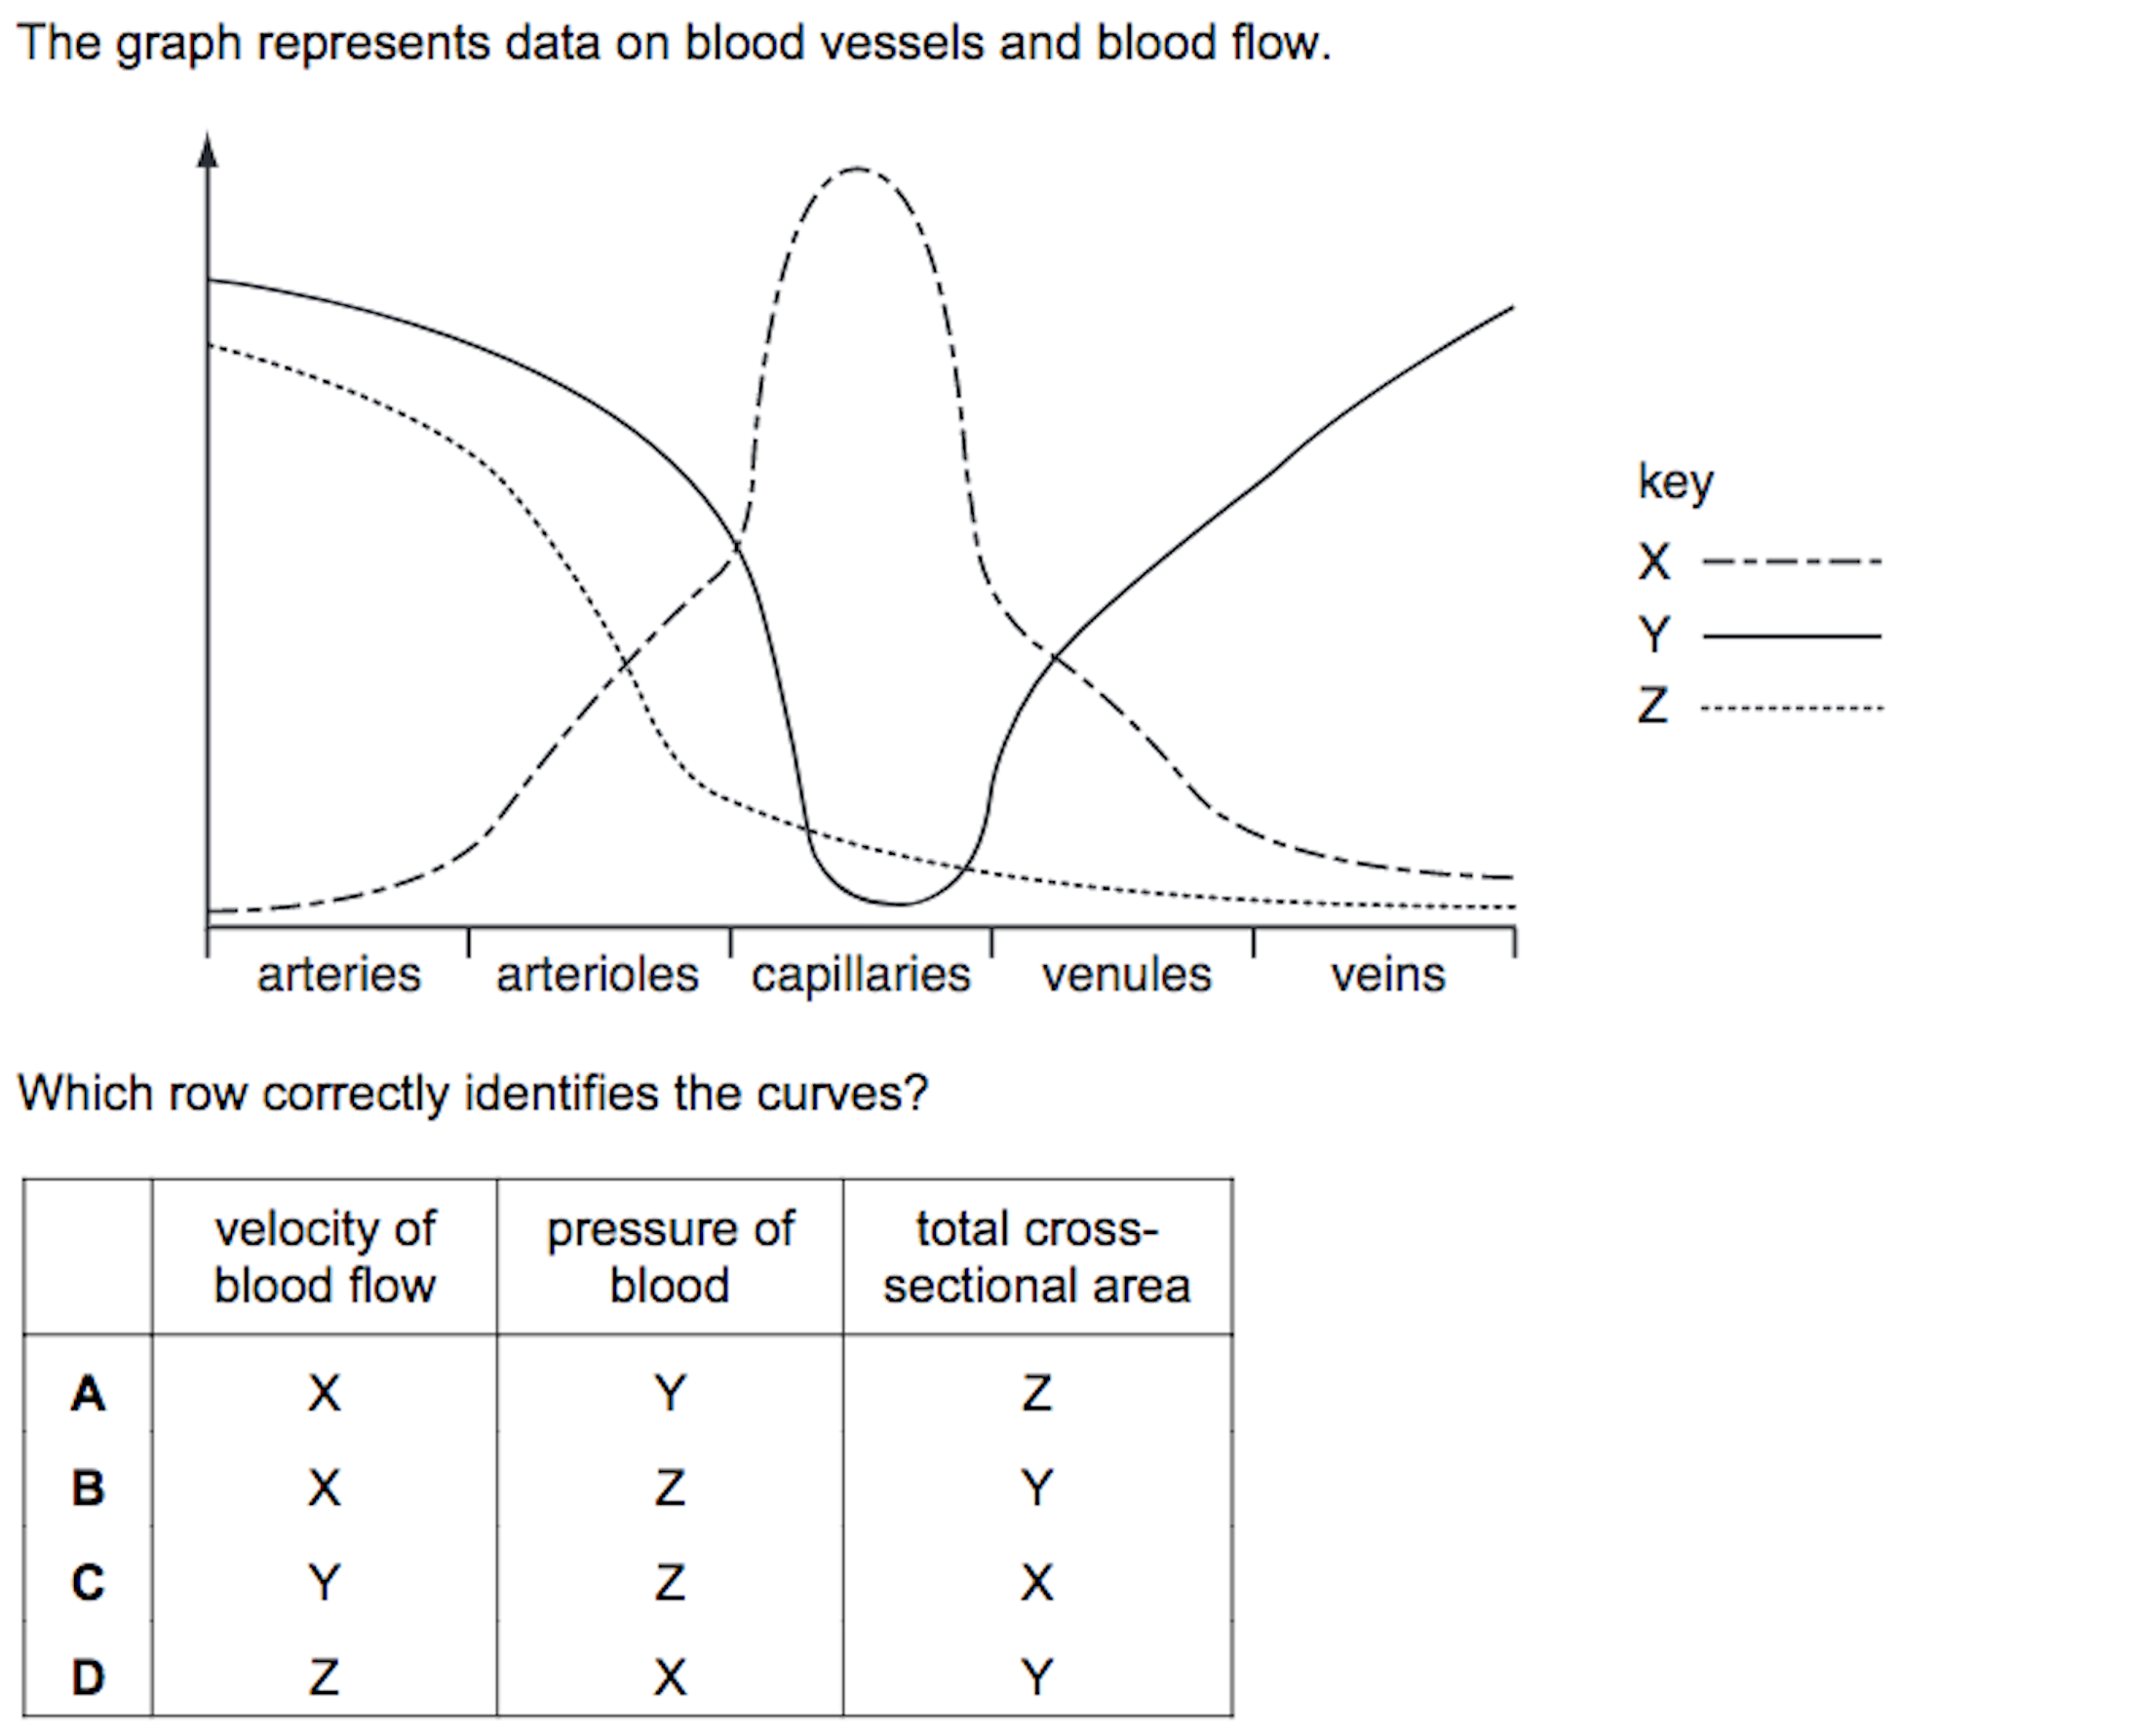 The graph represents data on blood vessels and blood flow.
key
X
Y
Z
arteries arterioles capillaries venules veins
Which row correctly identifies the curves?
velocity of blood flow pressure of blood total cross-sectional area
A X Y Z
B X Z Y
C Y Z X
D Z X Y